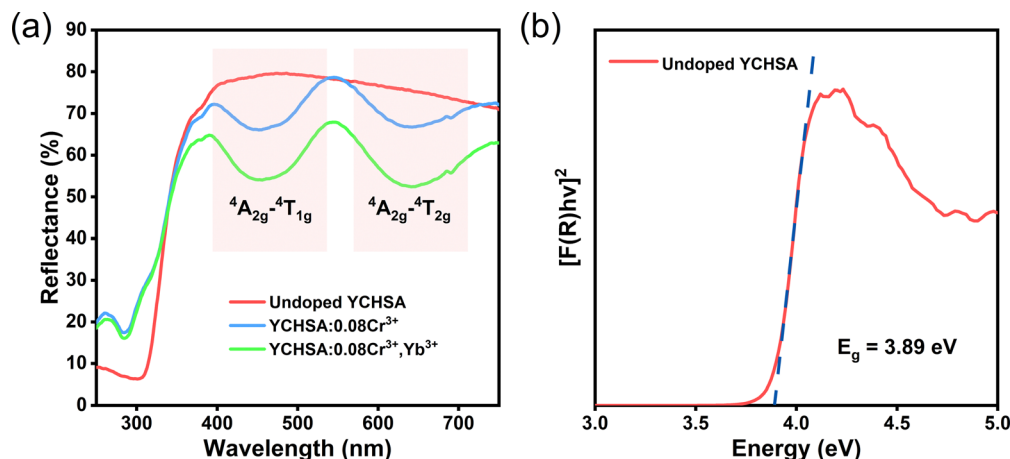 (a)
Reflectance (%)
90
80
70
60
50
40
30
20
10
0
⁴A₂g-⁴T₁g
⁴A₂g-⁴T₂g
Undoped YCHSA
YCHSA:0.08Cr³⁺
YCHSA:0.08Cr³⁺,Yb³⁺
300 400 500 600 700
Wavelength (nm)
(b)
[F(R)hν]²
Undoped YCHSA
E_g = 3.89 eV
3.0 3.5 4.0 4.5 5.0
Energy (eV)